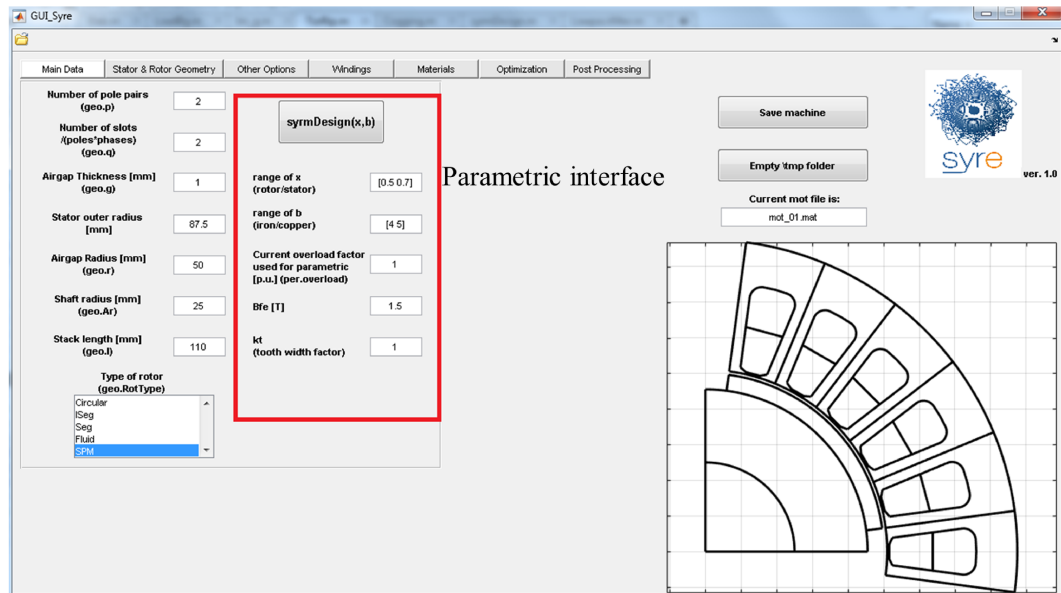 GUI_Syre
Main Data
Stator & Rotor Geometry
Other Options
Windings
Materials
Optimization
Post Processing
Number of pole pairs
(geo.p)
2
Number of slots
/(poles*phases)
(geo.q)
2
Airgap Thickness [mm]
(geo.g)
1
Stator outer radius
[mm]
87.5
Airgap Radius [mm]
(geo.r)
50
Shaft radius [mm]
(geo.Ar)
25
Stack length [mm]
(geo.l)
110
Type of rotor
(geo.RotType)
Circular
ISeg
Seg
Fluid
SPM
syrmDesign(x,b)
range of x
(rotor/stator)
[0.5 0.7]
range of b
(iron/copper)
[4 5]
Current overload factor
used for parametric
[p.u.] (per.overload)
1
Bfe [T]
1.5
kt
(tooth width factor)
1
Parametric interface
Save machine
Empty \tmp folder
Current mot file is:
mot_01.mat
syre
ver. 1.0